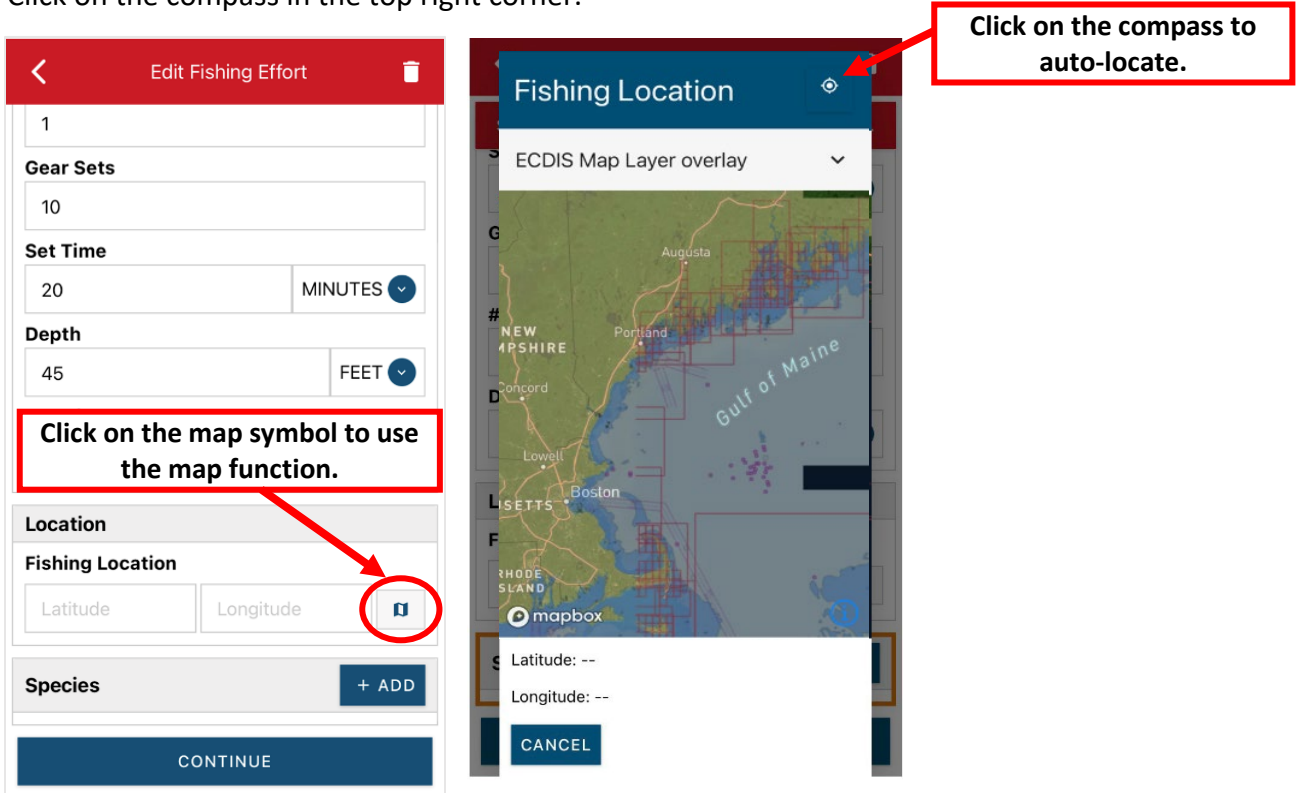 Click on the compass in the top right corner.
Click on the compass to
auto-locate.
Edit Fishing Effort
1
Gear Sets
10
Set Time
20
MINUTES
Depth
45
FEET
Click on the map symbol to use
the map function.
Location
Fishing Location
Latitude
Longitude
Species
+ ADD
CONTINUE
Fishing Location
ECDIS Map Layer overlay
Augusta
NEW
MPSHIRE
Portland
Concord
Gulf of Maine
Lowell
Boston
SETTS
RHODE
SLAND
mapbox
Latitude: --
Longitude: --
CANCEL
S
G
#
D
L
F
S